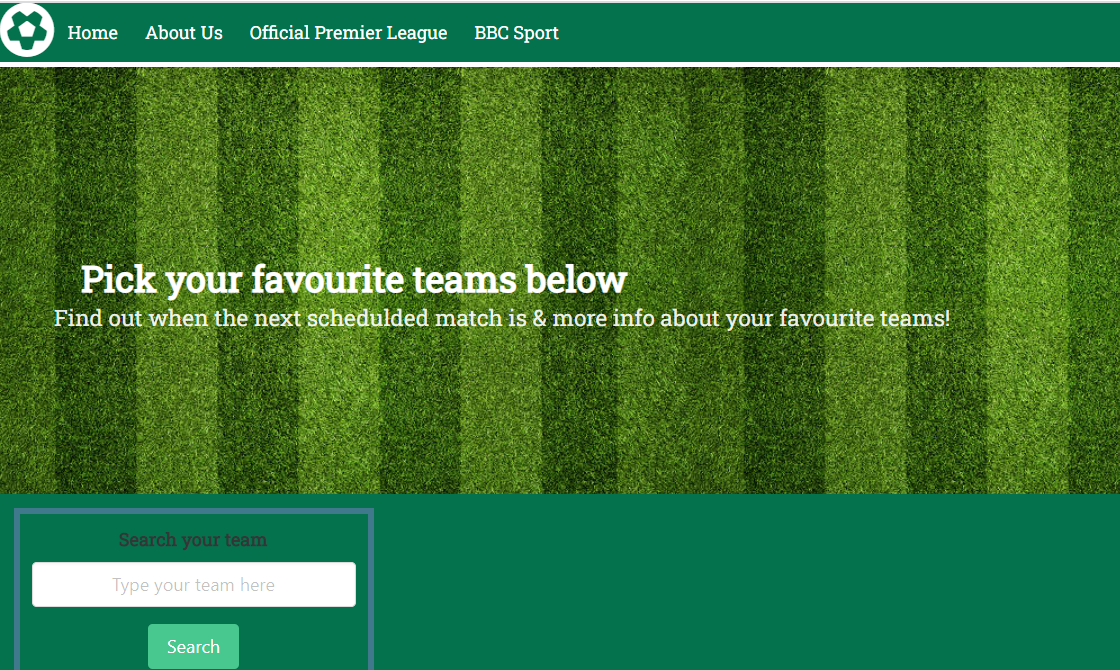 Home About Us Official Premier League BBC Sport
Pick your favourite teams below
Find out when the next schedulded match is & more info about your favourite teams!
Search your team
Type your team here
Search